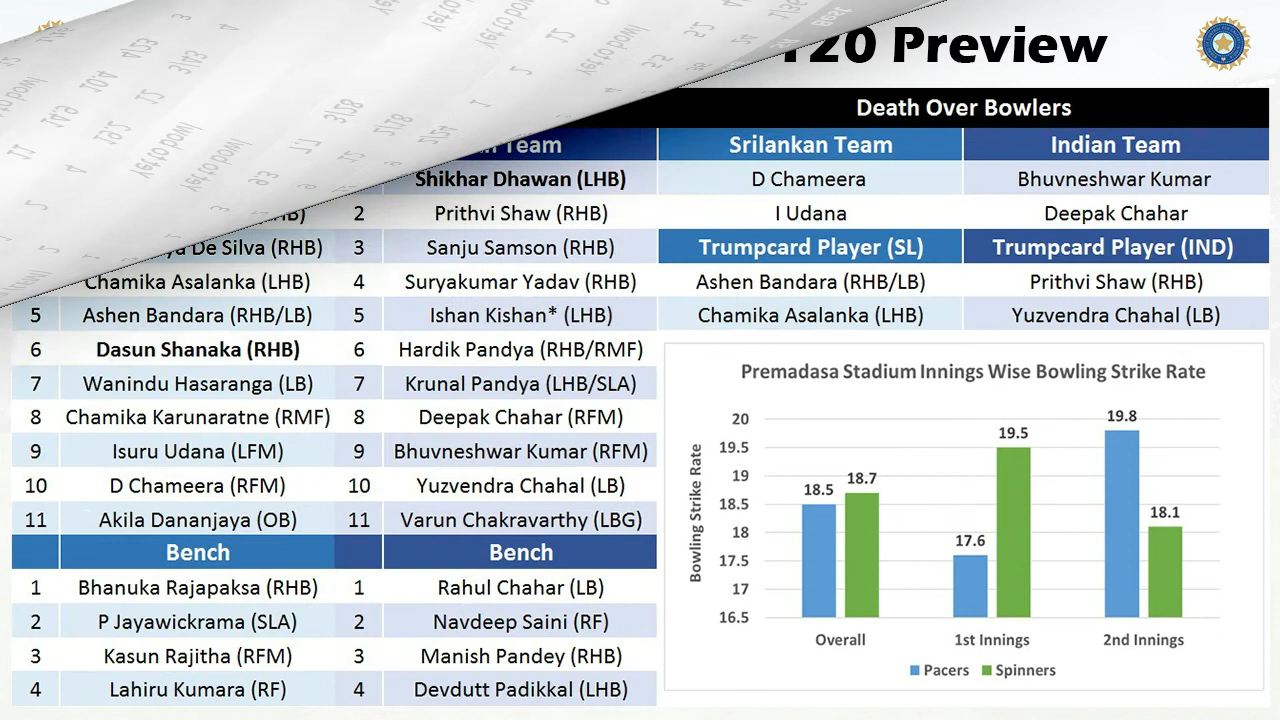 T20 Preview
Death Over Bowlers
Team Srilankan Team Indian Team
Shikhar Dhawan (LHB) D Chameera Bhuvneshwar Kumar
2 Prithvi Shaw (RHB) I Udana Deepak Chahar
De Silva (RHB) 3 Sanju Samson (RHB) Trumpcard Player (SL) Trumpcard Player (IND)
Chamika Asalanka (LHB) 4 Suryakumar Yadav (RHB) Ashen Bandara (RHB/LB) Prithvi Shaw (RHB)
5 Ashen Bandara (RHB/LB) 5 Ishan Kishan* (LHB) Chamika Asalanka (LHB) Yuzvendra Chahal (LB)
6 Dasun Shanaka (RHB) 6 Hardik Pandya (RHB/RMF)
7 Wanindu Hasaranga (LB) 7 Krunal Pandya (LHB/SLA)
8 Chamika Karunaratne (RMF) 8 Deepak Chahar (RFM)
9 Isuru Udana (LFM) 9 Bhuvneshwar Kumar (RFM)
10 D Chameera (RFM) 10 Yuzvendra Chahal (LB)
11 Akila Dananjaya (OB) 11 Varun Chakravarthy (LBG)
Bench Bench
1 Bhanuka Rajapaksa (RHB) 1 Rahul Chahar (LB)
2 P Jayawickrama (SLA) 2 Navdeep Saini (RF)
3 Kasun Rajitha (RFM) 3 Manish Pandey (RHB)
4 Lahiru Kumara (RF) 4 Devdutt Padikkal (LHB)
Premadasa Stadium Innings Wise Bowling Strike Rate
Bowling Strike Rate
20
19.5
19
18.5
18
17.5
17
16.5
18.5 18.7
17.6 19.5
19.8 18.1
Overall 1st Innings 2nd Innings
Pacers Spinners